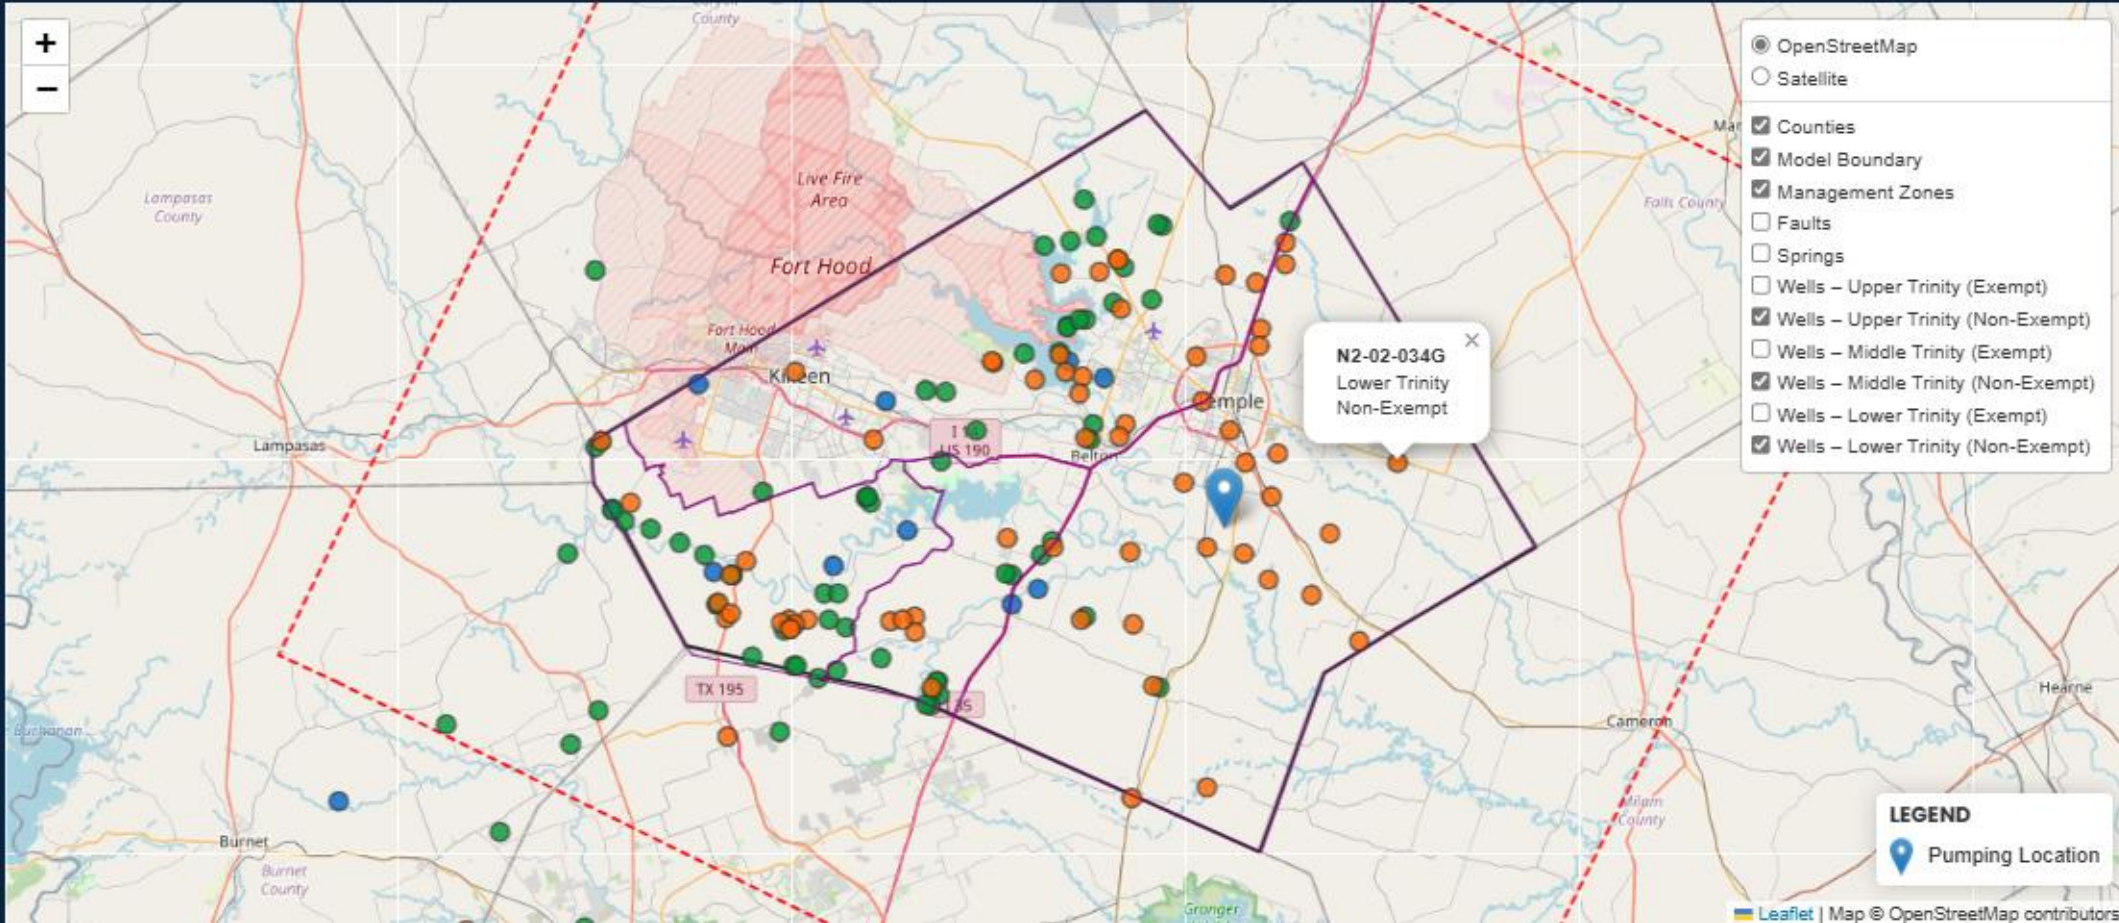 +
−
County
Lampasas
County
Live Fire
Area
Fort Hood
Fort Hood
Main
Killeen
Lampasas
I 14
US 190
Belton
Temple
N2-02-034G
Lower Trinity
Non-Exempt
×
Falls County
TX 195
I 35
Buchanan
Burnet
Burnet
County
Cameron
Hearne
Milam
County
Granger
OpenStreetMap
Satellite
Counties
Model Boundary
Management Zones
Faults
Springs
Wells – Upper Trinity (Exempt)
Wells – Upper Trinity (Non-Exempt)
Wells – Middle Trinity (Exempt)
Wells – Middle Trinity (Non-Exempt)
Wells – Lower Trinity (Exempt)
Wells – Lower Trinity (Non-Exempt)
LEGEND
Pumping Location
Leaflet | Map © OpenStreetMap contributors